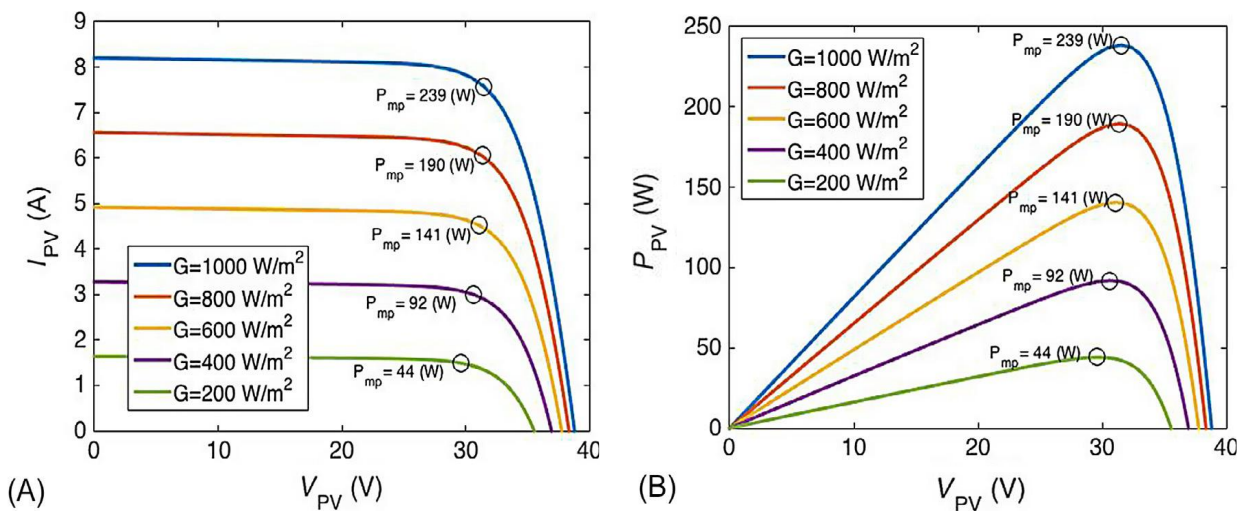 9
8
7
6
5
4
3
2
1
0
I_PV (A)
P_mp = 239 (W)
P_mp = 190 (W)
P_mp = 141 (W)
P_mp = 92 (W)
P_mp = 44 (W)
G=1000 W/m²
G=800 W/m²
G=600 W/m²
G=400 W/m²
G=200 W/m²
0 10 20 30 40
V_PV (V)
(A)
250
200
150
100
50
0
P_PV (W)
G=1000 W/m²
G=800 W/m²
G=600 W/m²
G=400 W/m²
G=200 W/m²
P_mp = 239 (W)
P_mp = 190 (W)
P_mp = 141 (W)
P_mp = 92 (W)
P_mp = 44 (W)
0 10 20 30 40
V_PV (V)
(B)